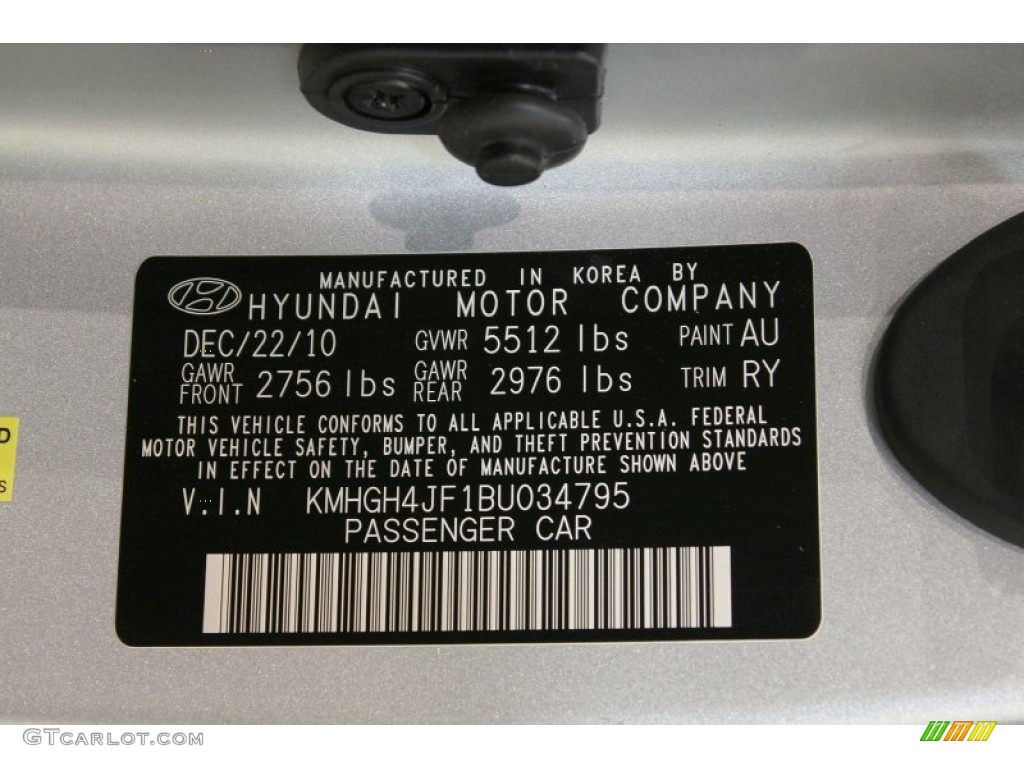 MANUFACTURED IN KOREA BY
HYUNDAI MOTOR COMPANY
DEC/22/10 GVWR 5512 lbs PAINT AU
GAWR FRONT 2756 lbs GAWR REAR 2976 lbs TRIM RY
THIS VEHICLE CONFORMS TO ALL APPLICABLE U.S.A. FEDERAL
MOTOR VEHICLE SAFETY, BUMPER, AND THEFT PREVENTION STANDARDS
IN EFFECT ON THE DATE OF MANUFACTURE SHOWN ABOVE
V.I.N KMHGH4JF1BU034795
PASSENGER CAR
D
S
GTCARLOT.COM